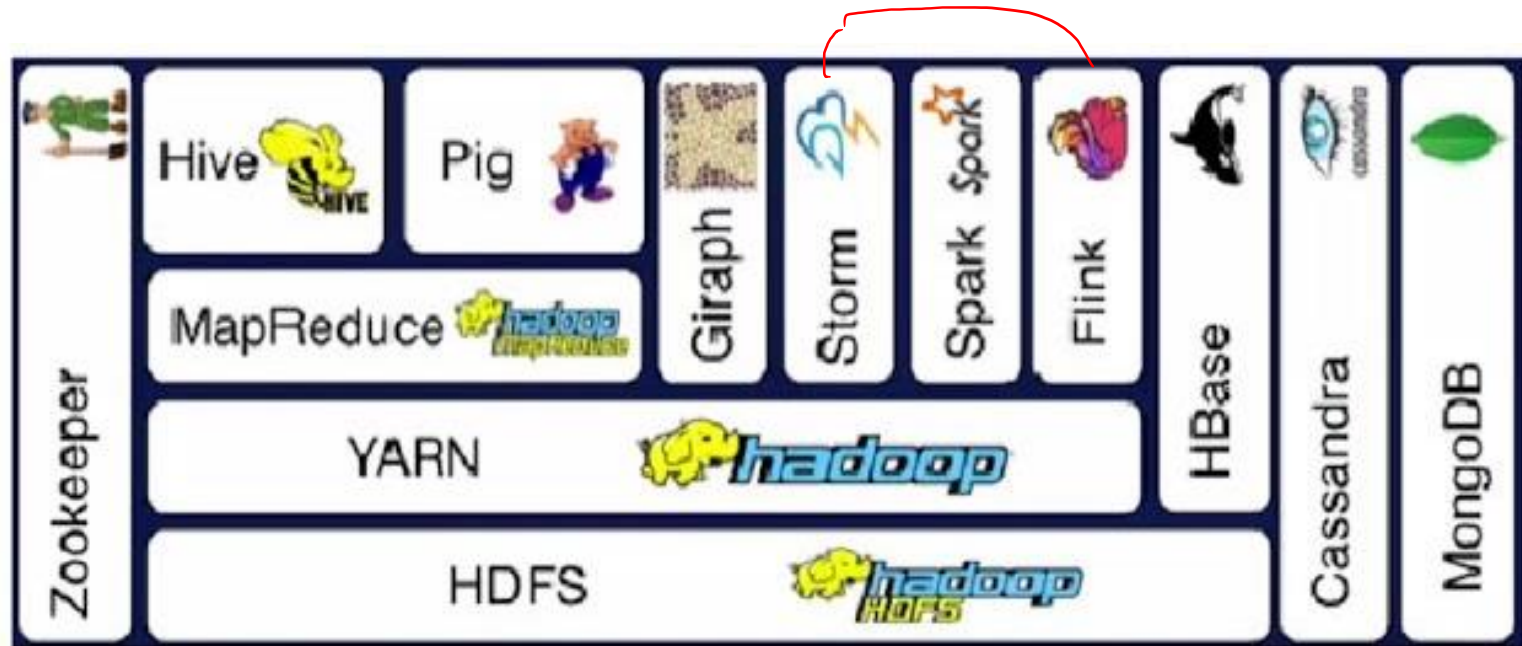 Zookeeper
Hive
HIVE
Pig
Giraph
Storm
Spark
Spark
Flink
HBase
Cassandra
cassandra
MongoDB
MapReduce
hadoop
MapReduce
YARN
hadoop
HDFS
hadoop
HDFS